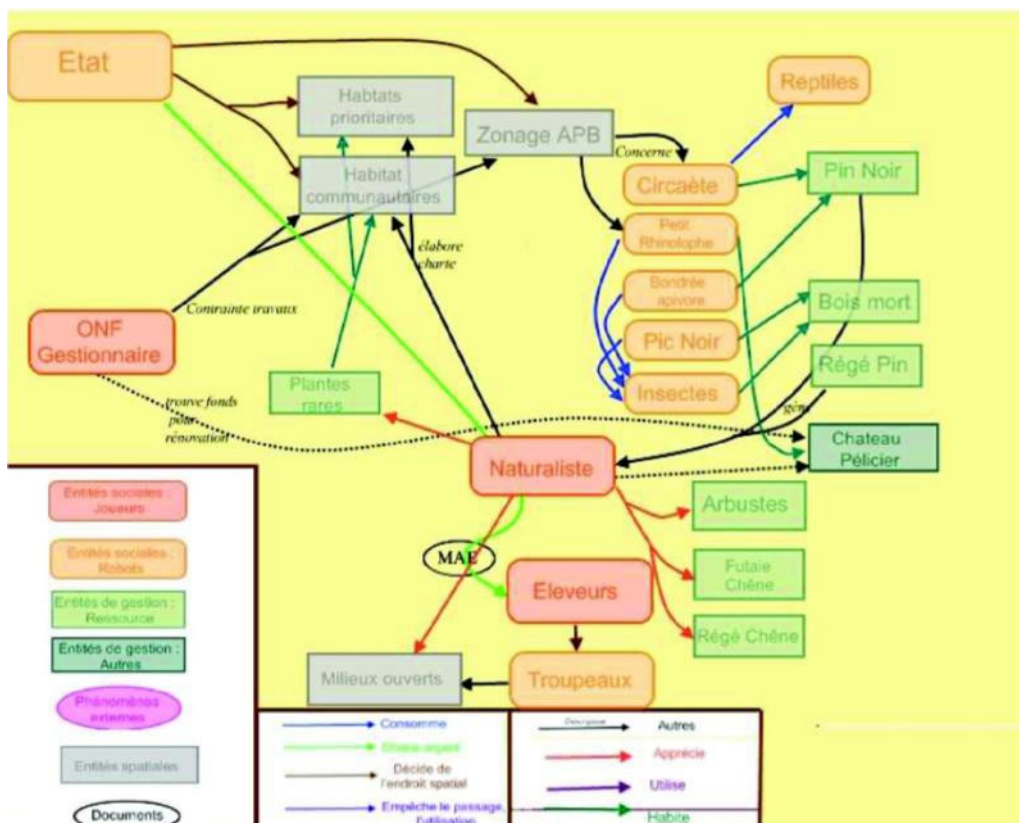 Etat
Habtats
prioritaires
Habitat
communautaires
Zonage APB
Concerne
Reptiles
Circaète
Pin Noir
Petit
Rhinolophe
Bondrée
apivore
Bois mort
Pic Noir
Régé Pin
Insectes
gène
élabore
charte
Contrainte travaux
ONF
Gestionnaire
Plantes
rares
trouve fonds
pour
rénovation
Chateau
Pélicier
Naturaliste
Arbustes
MAE
Eleveurs
Futaie
Chêne
Régé Chêne
Milieux ouverts
Troupeaux
Entités sociales :
Joueurs
Entités sociales :
Robots
Entités de gestion :
Ressource
Entités de gestion :
Autres
Phénomènes
externes
Entités spatiales
Documents
Consomme
Décide de
l'endroit spatial
Empêche le passage,
l'utilisation
Autres
Apprécie
Utilise
Habite